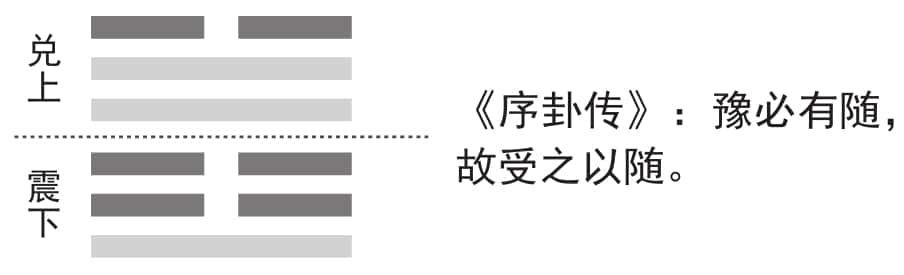 兑上
震下
《序卦传》：豫必有随，
故受之以随。